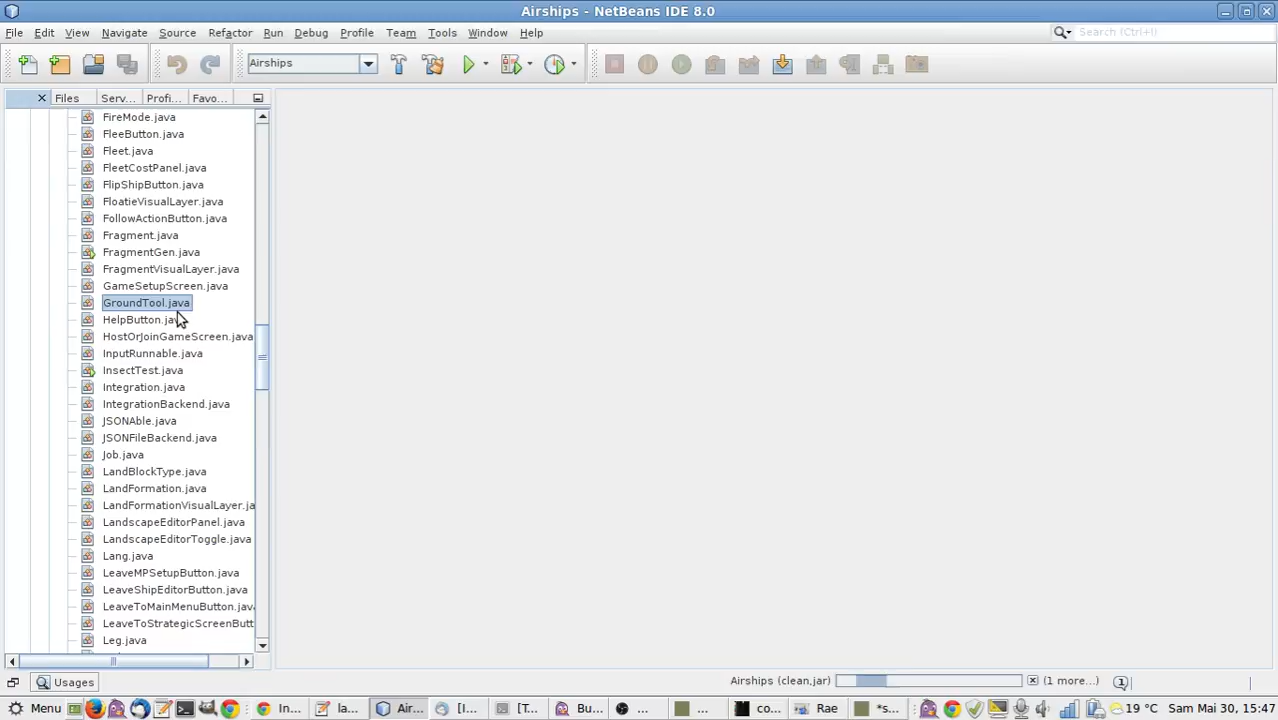 Airships - NetBeans IDE 8.0
File Edit View Navigate Source Refactor Run Debug Profile Team Tools Window Help
Search (Ctrl+I)
Airships
Files Serv... Profi... Favo...
FireMode.java
FleeButton.java
Fleet.java
FleetCostPanel.java
FlipShipButton.java
FloatieVisualLayer.java
FollowActionButton.java
Fragment.java
FragmentGen.java
FragmentVisualLayer.java
GameSetupScreen.java
GroundTool.java
HelpButton.java
HostOrJoinGameScreen.java
InputRunnable.java
InsectTest.java
Integration.java
IntegrationBackend.java
JSONAble.java
JSONFileBackend.java
Job.java
LandBlockType.java
LandFormation.java
LandFormationVisualLayer.ja
LandscapeEditorPanel.java
LandscapeEditorToggle.java
Lang.java
LeaveMPSetupButton.java
LeaveShipEditorButton.java
LeaveToMainMenuButton.java
LeaveToStrategicScreenButt
Leg.java
Usages
Airships (clean,jar) (1 more...) 1
Menu In... la... Air... [I... [T... Bu... ... co... Rae *s... 19 °C Sam Mai 30, 15:47